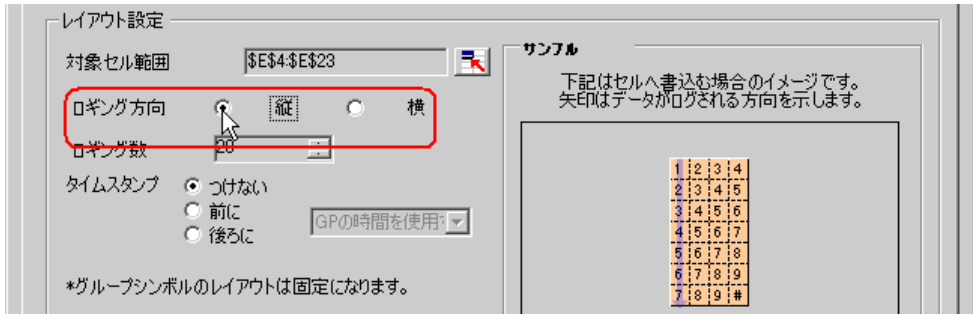 レイアウト設定
対象セル範囲 $E$4:$E$23
ロギング方向 縦 横
ロギング数 20
タイムスタンプ つけない
前に
後ろに
GPの時間を使用
*グループシンボルのレイアウトは固定になります。
サンプル
下記はセルへ書込む場合のイメージです。
矢印はデータがログされる方向を示します。
1 2 3 4
2 3 4 5
3 4 5 6
4 5 6 7
5 6 7 8
6 7 8 9
7 8 9 #